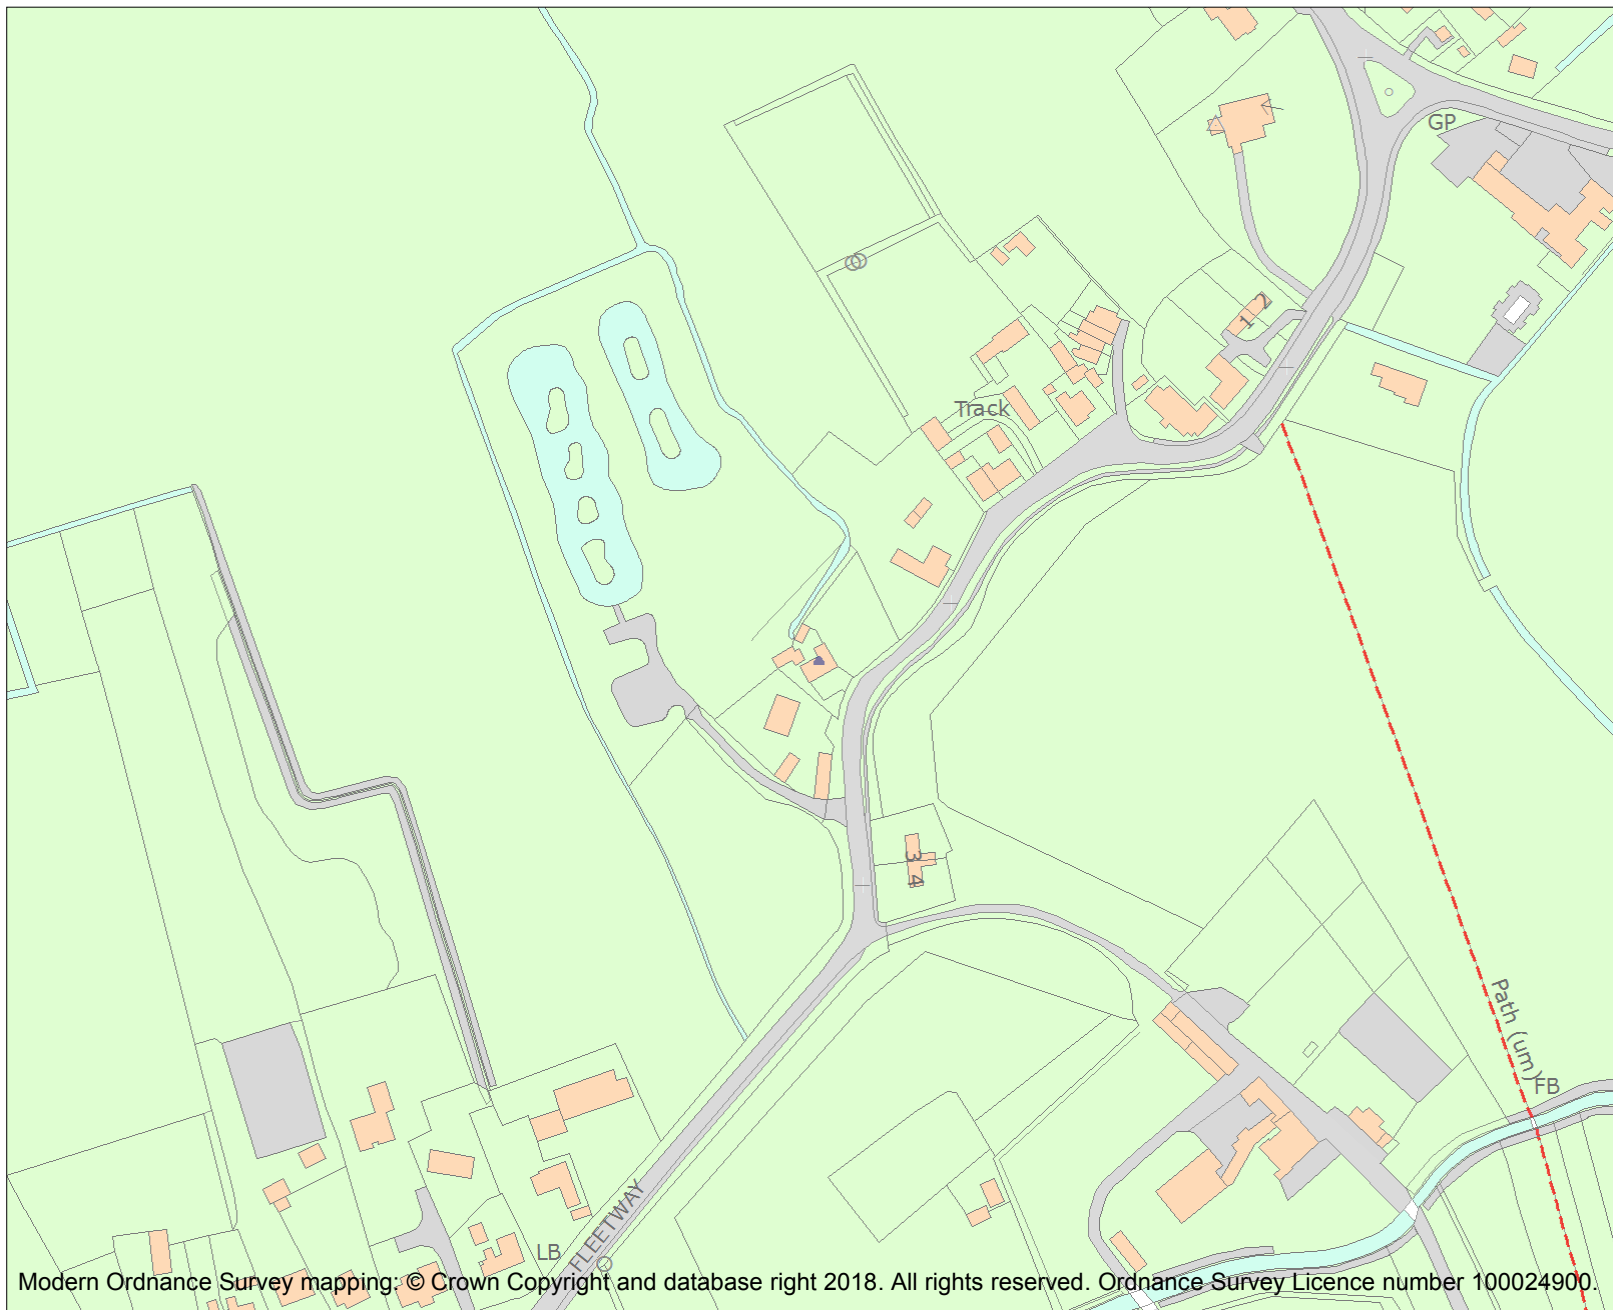 GP
2
1
Track
3
4
Path (um)
FB
FLEETWAY
LB
Modern Ordnance Survey mapping: © Crown Copyright and database right 2018. All rights reserved. Ordnance Survey Licence number 100024900.